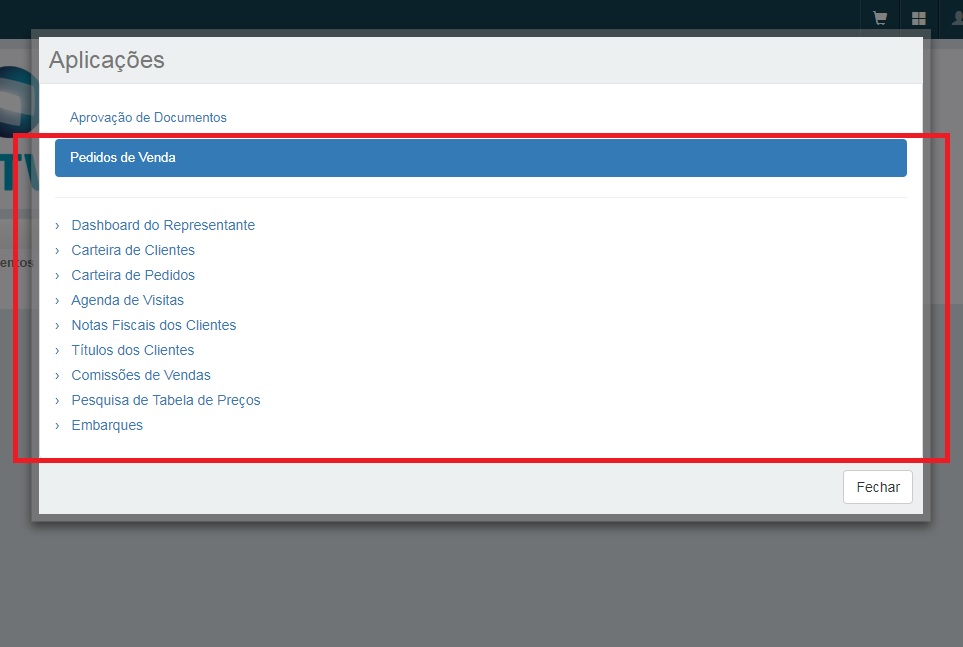 Aplicações
Aprovação de Documentos
Pedidos de Venda
› Dashboard do Representante
› Carteira de Clientes
› Carteira de Pedidos
› Agenda de Visitas
› Notas Fiscais dos Clientes
› Títulos dos Clientes
› Comissões de Vendas
› Pesquisa de Tabela de Preços
› Embarques
Fechar